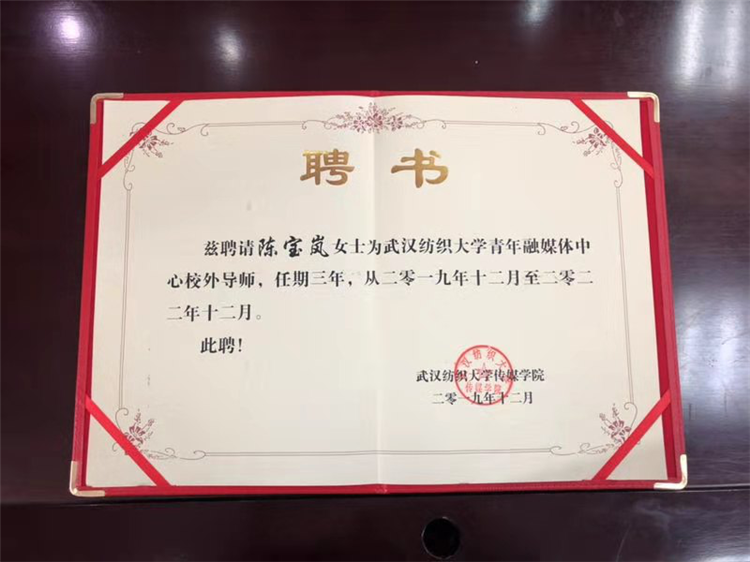 聘书
兹聘请陈宝岚女士为武汉纺织大学青年融媒体中
心校外导师，任期三年，从二零一九年十二月至二零二
二年十二月。
此聘！
武汉纺织大学传媒学院
二零一九年十二月